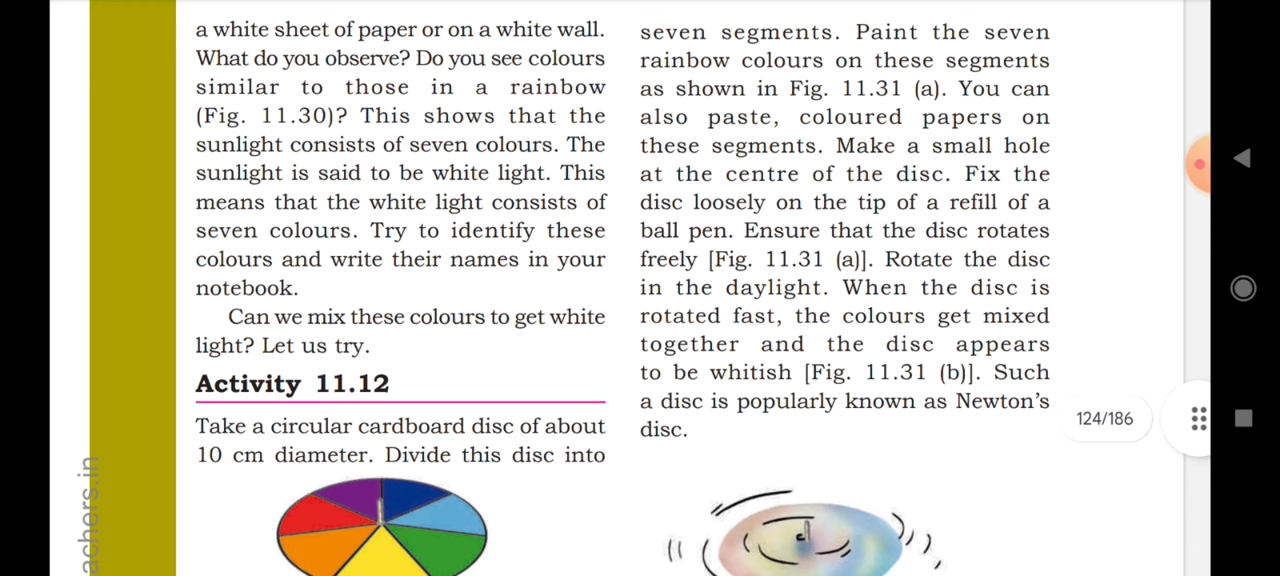 a white sheet of paper or on a white wall.
What do you observe? Do you see colours
similar to those in a rainbow
(Fig. 11.30)? This shows that the
sunlight consists of seven colours. The
sunlight is said to be white light. This
means that the white light consists of
seven colours. Try to identify these
colours and write their names in your
notebook.
Can we mix these colours to get white
light? Let us try.
Activity 11.12
Take a circular cardboard disc of about
10 cm diameter. Divide this disc into
seven segments. Paint the seven
rainbow colours on these segments
as shown in Fig. 11.31 (a). You can
also paste, coloured papers on
these segments. Make a small hole
at the centre of the disc. Fix the
disc loosely on the tip of a refill of a
ball pen. Ensure that the disc rotates
freely [Fig. 11.31 (a)]. Rotate the disc
in the daylight. When the disc is
rotated fast, the colours get mixed
together and the disc appears
to be whitish [Fig. 11.31 (b)]. Such
a disc is popularly known as Newton's
disc.
124/186
achers.in